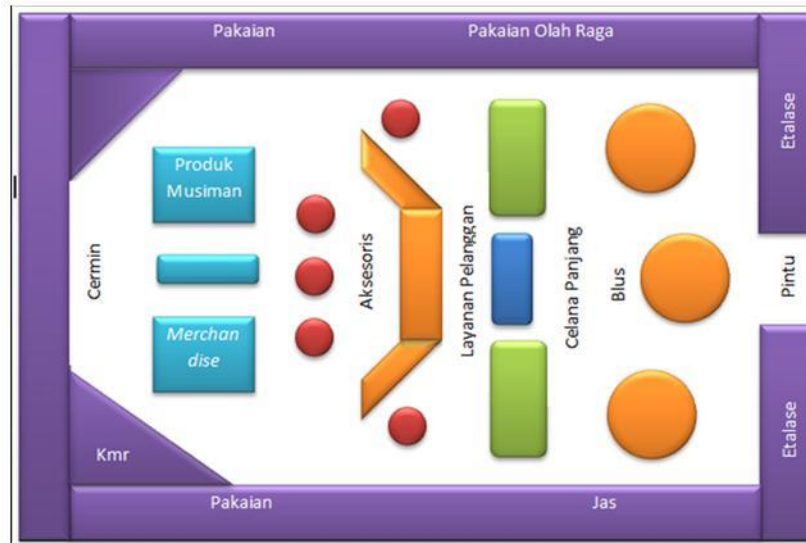 Pakaian
Pakaian Olah Raga
Etalase
Produk
Musiman
Cermin
Aksesoris
Layanan Pelanggan
Celana Panjang
Blus
Pintu
Merchan
dise
Kmr
Etalase
Pakaian
Jas